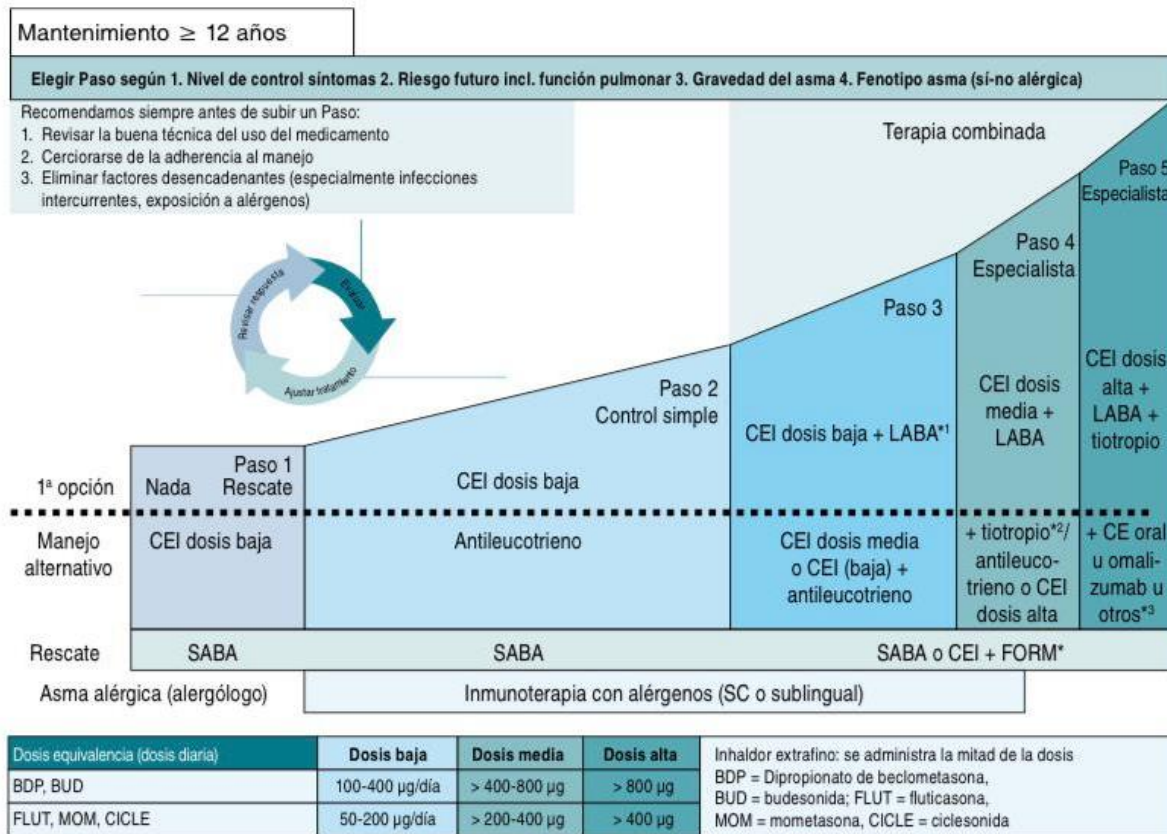 Mantenimiento ≥ 12 años
Elegir Paso según 1. Nivel de control síntomas 2. Riesgo futuro incl. función pulmonar 3. Gravedad del asma 4. Fenotipo asma (sí-no alérgica)
Recomendamos siempre antes de subir un Paso:
1. Revisar la buena técnica del uso del medicamento
2. Cerciorarse de la adherencia al manejo
3. Eliminar factores desencadenantes (especialmente infecciones
intercurrentes, exposición a alérgenos)
Terapia combinada
Revisar respuesta
Evaluar
Ajustar tratamiento
1ª opción
Nada
Paso 1
Rescate
Paso 2
Control simple
CEI dosis baja
Paso 3
CEI dosis baja + LABA*1
Paso 4
Especialista
CEI dosis
media +
LABA
Paso 5
Especialista
CEI dosis
alta +
LABA +
tiotropio
Manejo
alternativo
CEI dosis baja
Antileucotrieno
CEI dosis media
o CEI (baja) +
antileucotrieno
+ tiotropio*2/
antileuco-
trieno o CEI
dosis alta
+ CE oral
u omali-
zumab u
otros*3
Rescate
SABA
SABA
SABA o CEI + FORM*
Asma alérgica (alergólogo)
Inmunoterapia con alérgenos (SC o sublingual)
Dosis equivalencia (dosis diaria) Dosis baja Dosis media Dosis alta
BDP, BUD 100-400 µg/día > 400-800 µg > 800 µg
FLUT, MOM, CICLE 50-200 µg/día > 200-400 µg > 400 µg
Inhaldor extrafino: se administra la mitad de la dosis
BDP = Dipropionato de beclometasona,
BUD = budesonida; FLUT = fluticasona,
MOM = mometasona, CICLE = ciclesonida